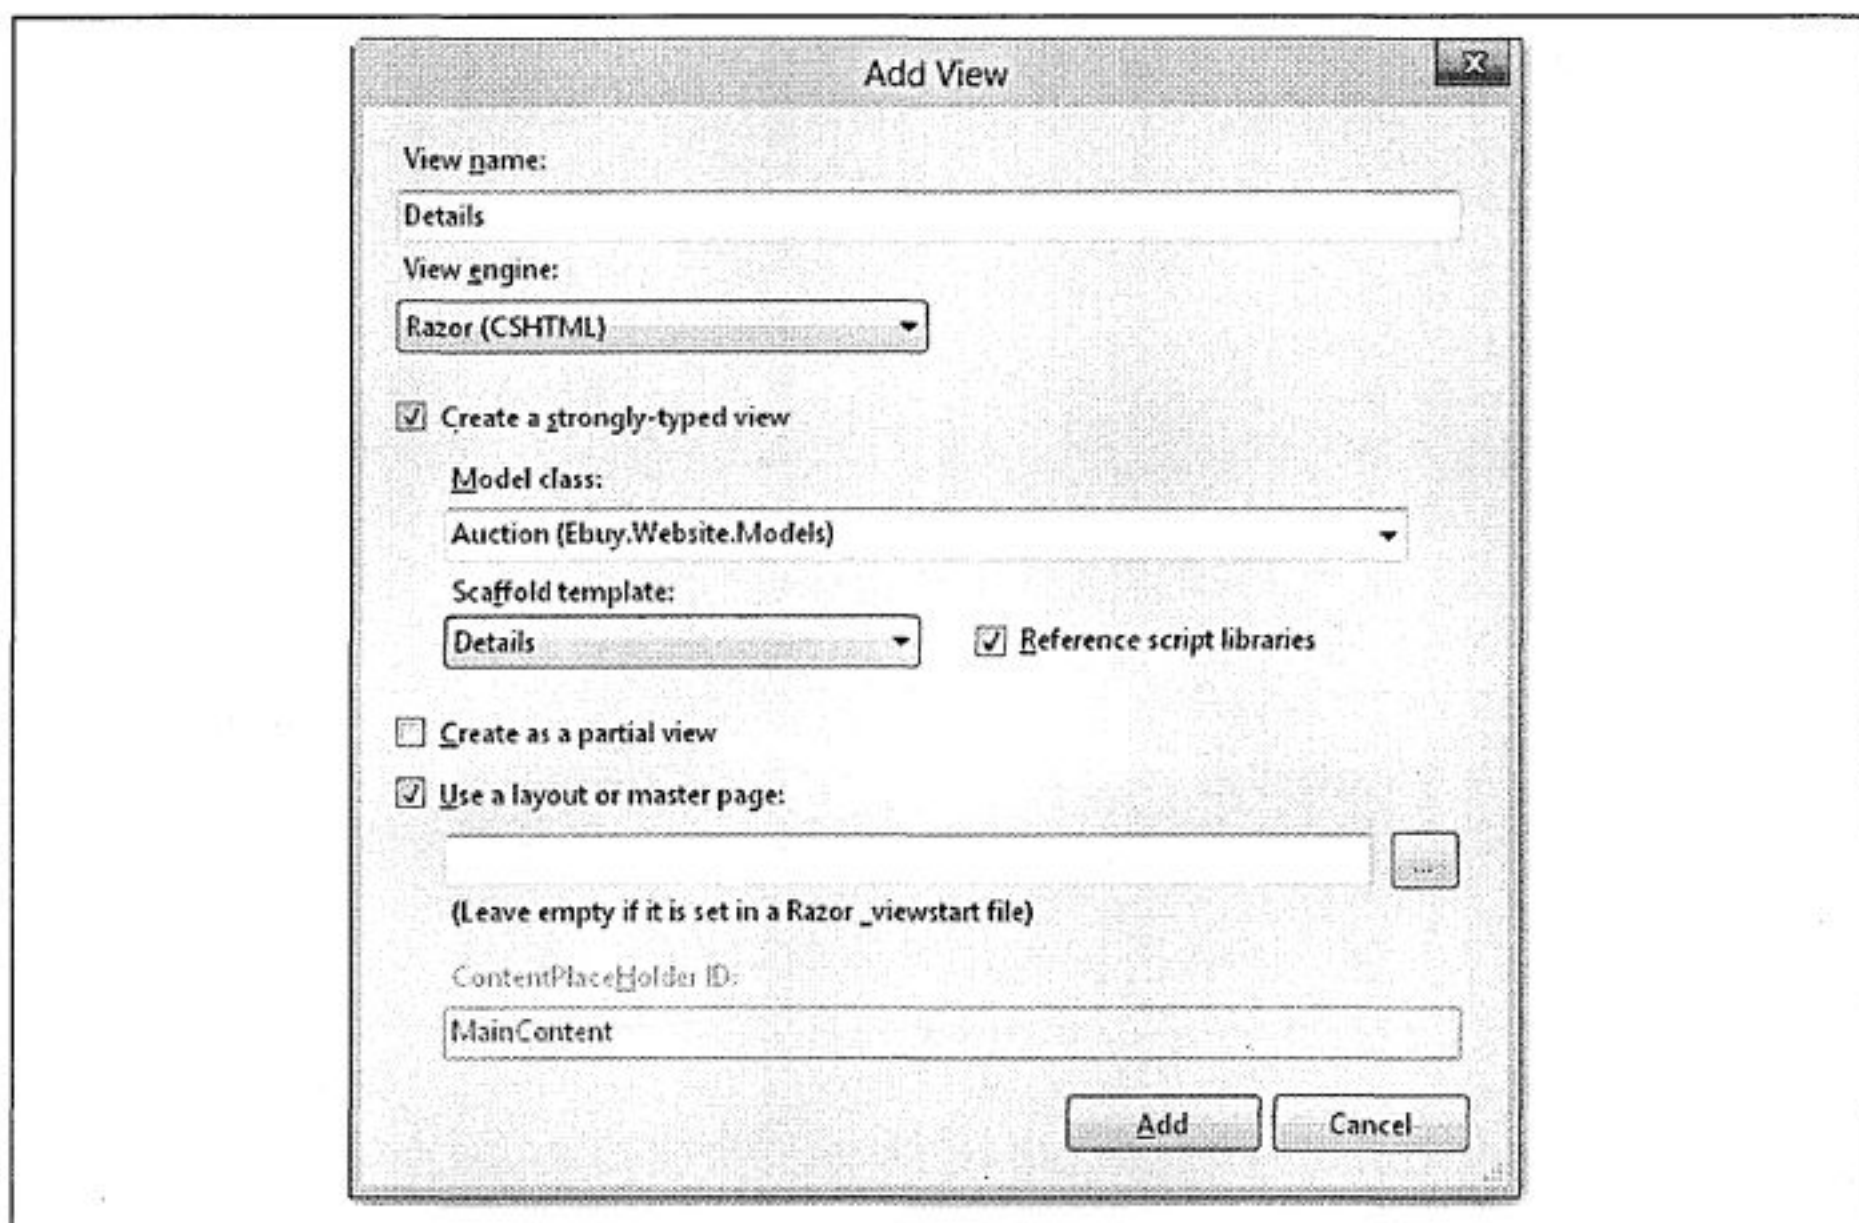 Add View
View name:
Details
View engine:
Razor (CSHTML)
Create a strongly-typed view
Model class:
Auction (Ebuy.Website.Models)
Scaffold template:
Details
Reference script libraries
Create as a partial view
Use a layout or master page:
...
(Leave empty if it is set in a Razor _viewstart file)
ContentPlaceHolder ID:
MainContent
Add
Cancel